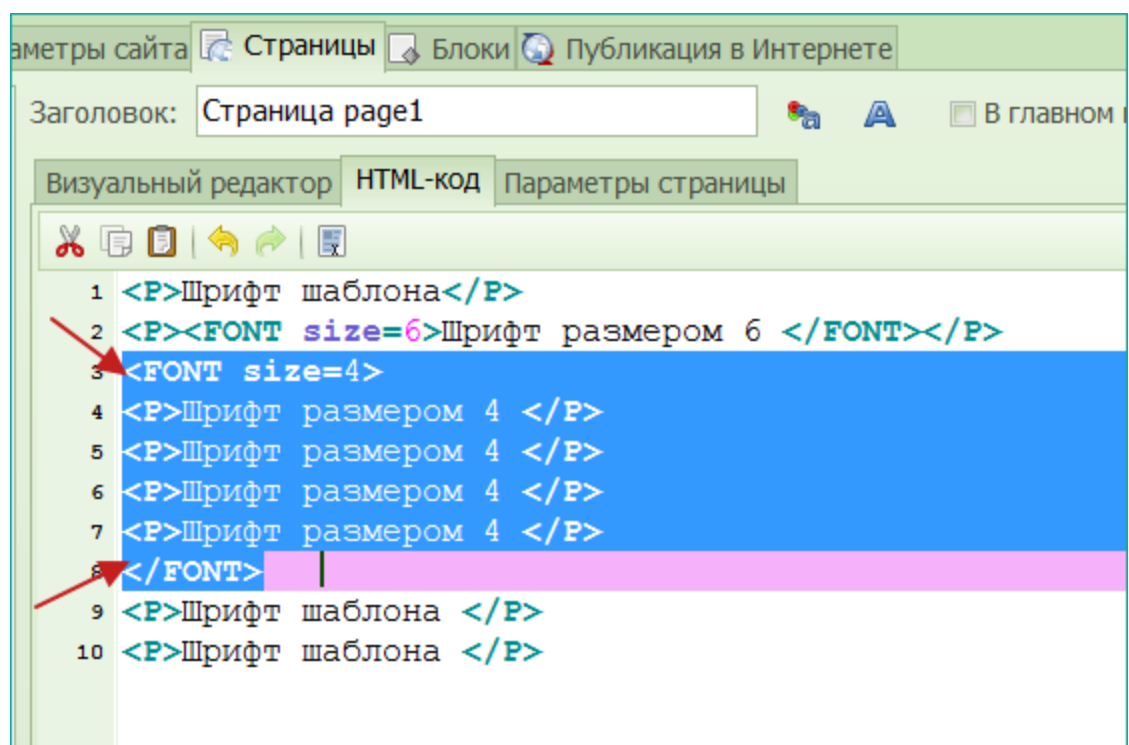 аметры сайта Страницы Блоки Публикация в Интернете
Заголовок: Страница page1 В главном
Визуальный редактор HTML-код Параметры страницы
1 <P>Шрифт шаблона</P>
2 <P><FONT size=6>Шрифт размером 6 </FONT></P>
3 <FONT size=4>
4 <P>Шрифт размером 4 </P>
5 <P>Шрифт размером 4 </P>
6 <P>Шрифт размером 4 </P>
7 <P>Шрифт размером 4 </P>
8 </FONT>
9 <P>Шрифт шаблона </P>
10 <P>Шрифт шаблона </P>